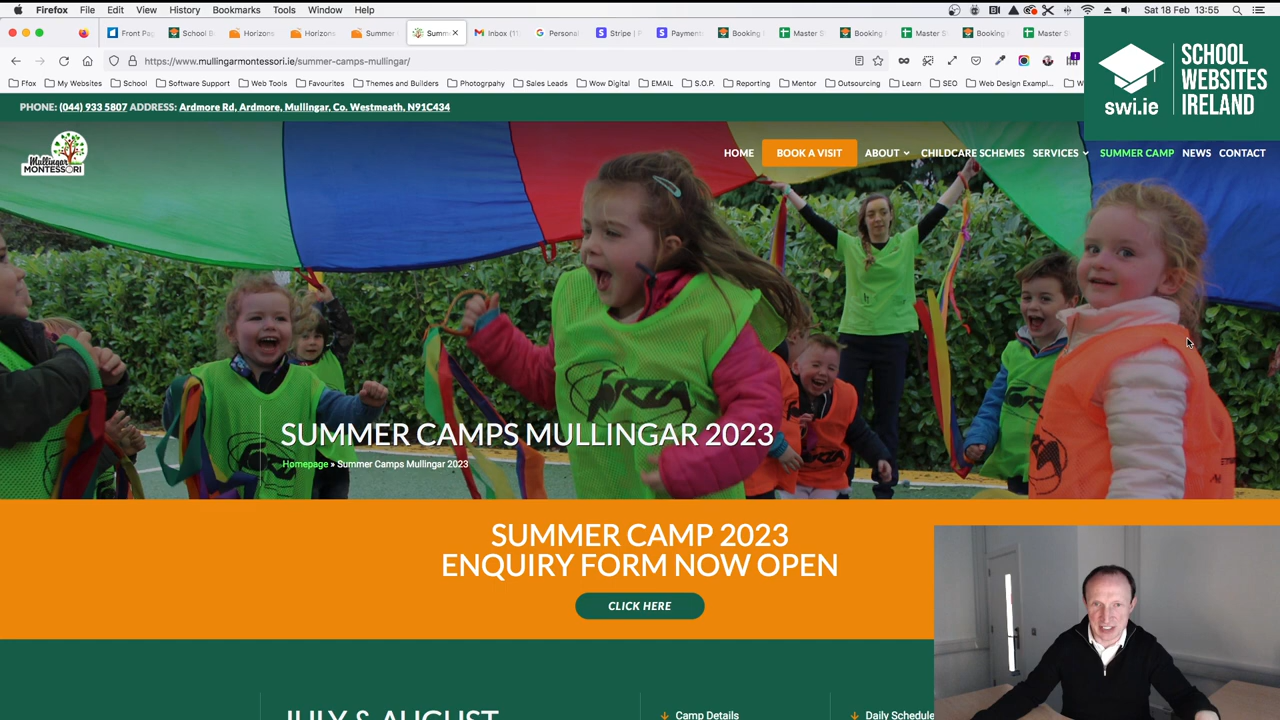 Firefox File Edit View History Bookmarks Tools Window Help Sat 18 Feb 13:55
Front Pag School B Horizons Horizons Summer Summ Inbox (11 Personal Stripe | P Payment Booking Master S Booking Master S Booking Master S
https://www.mullingarmontessori.ie/summer-camps-mullingar/
Ffox My Websites School Software Support Web Tools Favourites Themes and Builders Photogrpahy Sales Leads Wow Digital EMAIL S.O.P. Reporting Mentor Outsourcing Learn SEO Web Design Exampl...
SCHOOL
WEBSITES
IRELAND
swi.ie
PHONE: (044) 933 5807 ADDRESS: Ardmore Rd, Ardmore, Mullingar, Co. Westmeath, N91C434
Mullingar
MONTESSORI
HOME BOOK A VISIT ABOUT CHILDCARE SCHEMES SERVICES SUMMER CAMP NEWS CONTACT
SUMMER CAMPS MULLINGAR 2023
Homepage » Summer Camps Mullingar 2023
SUMMER CAMP 2023
ENQUIRY FORM NOW OPEN
CLICK HERE
JULY & AUGUST
Camp Details Daily Schedule